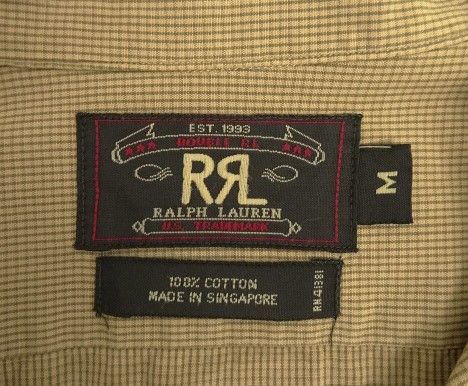 EST. 1993
DOUBLE RL
RRL
RALPH LAUREN
U.S. TRADEMARK
M
100% COTTON
MADE IN SINGAPORE
RN.41381